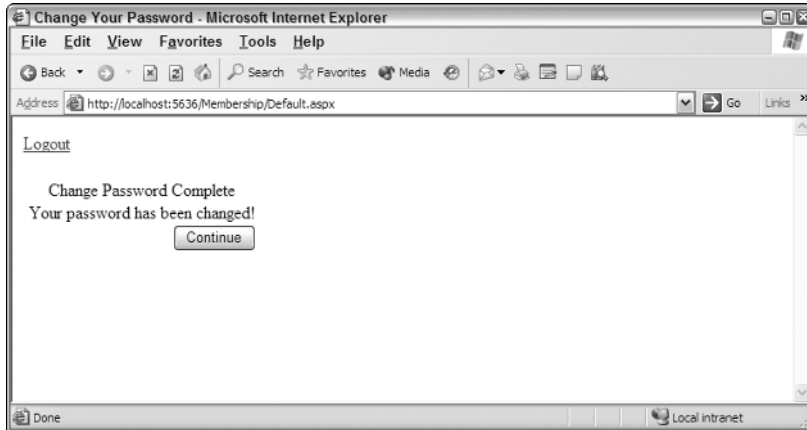 Change Your Password - Microsoft Internet Explorer
File Edit View Favorites Tools Help
Back Search Favorites Media
Address http://localhost:5636/Membership/Default.aspx Go Links »
Logout
Change Password Complete
Your password has been changed!
Continue
Done Local intranet